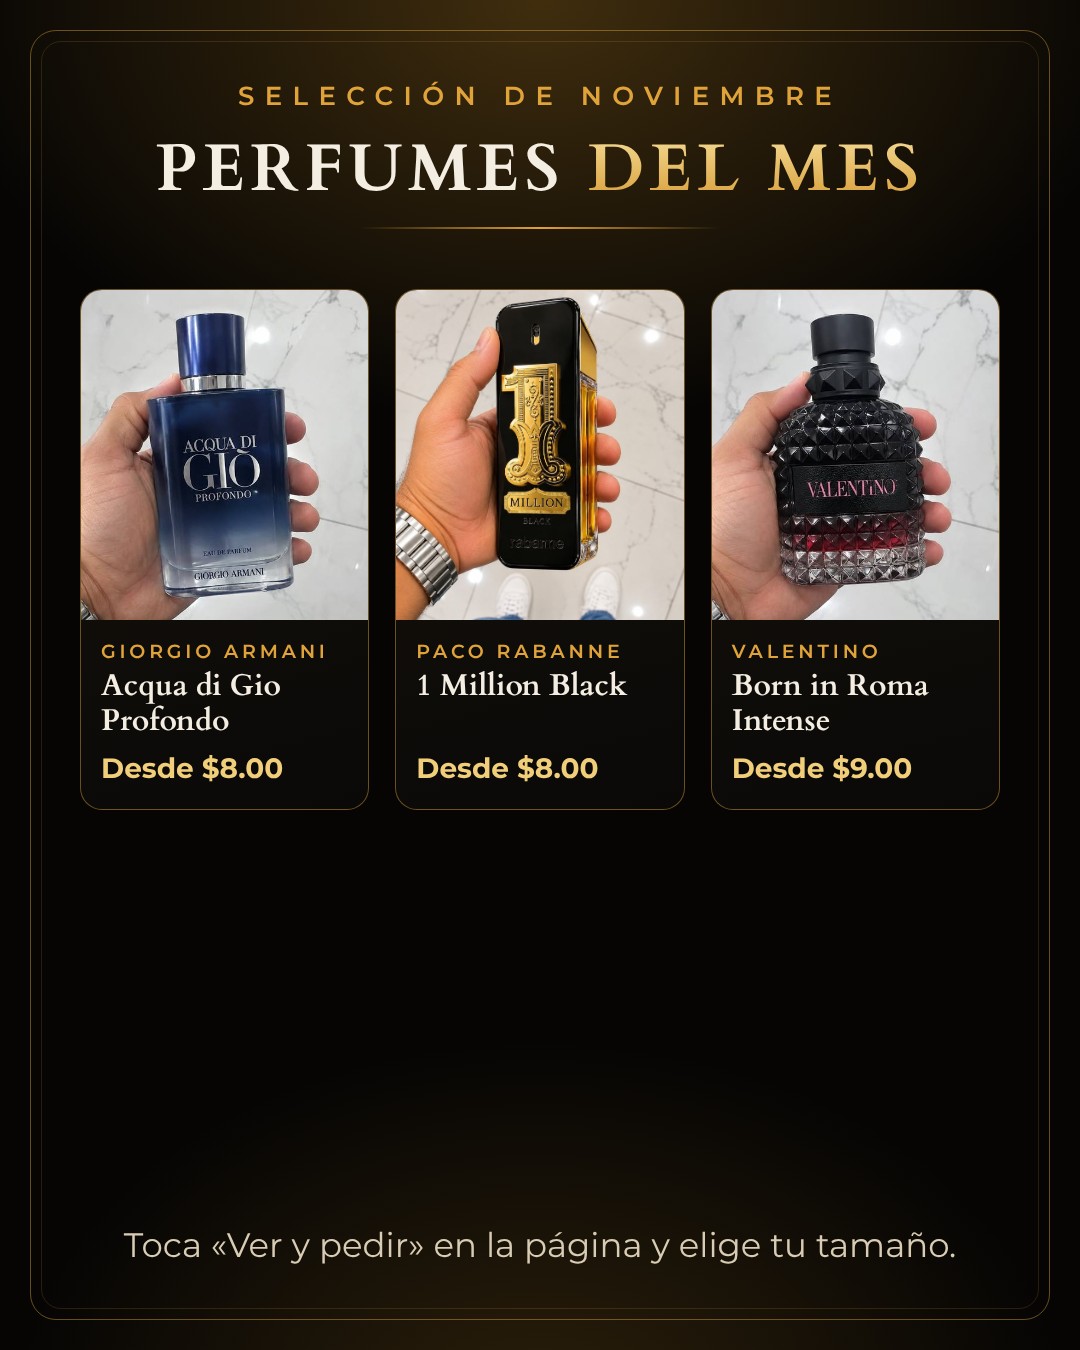 SELECCIÓN DE NOVIEMBRE
PERFUMES DEL MES
ACQUA DI
GIÒ
PROFONDO
EAU DE PARFUM
GIORGIO ARMANI
1
MILLION
BLACK
rabanne
VALENTINO
GIORGIO ARMANI
Acqua di Gio
Profondo
Desde $8.00
PACO RABANNE
1 Million Black
Desde $8.00
VALENTINO
Born in Roma
Intense
Desde $9.00
Toca «Ver y pedir» en la página y elige tu tamaño.